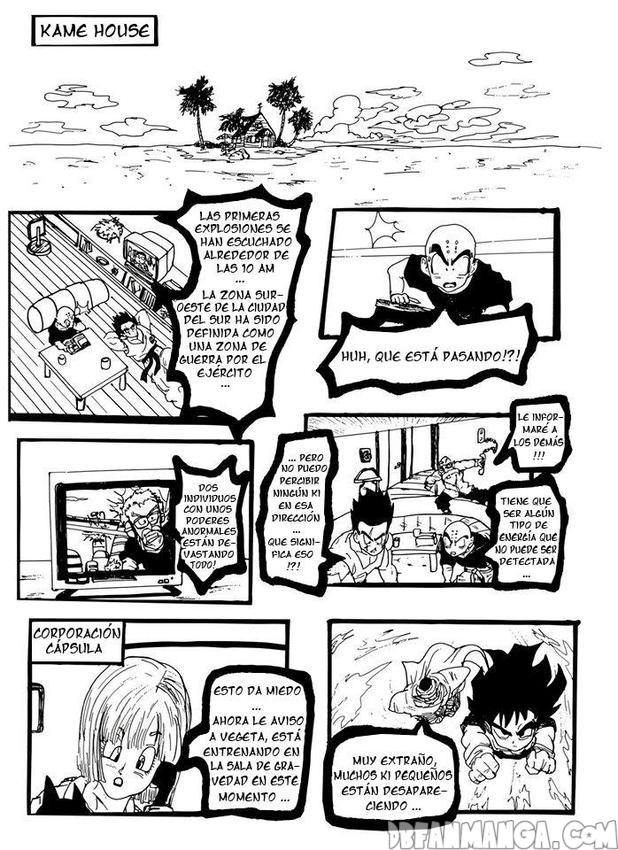 KAME HOUSE
LAS PRIMERAS
EXPLOSIONES SE
HAN ESCUCHADO
ALREDEDOR DE
LAS 10 AM ...
LA ZONA SUR-
OESTE DE LA CIUDAD
DEL SUR HA SIDO
DEFINIDA COMO
UNA ZONA DE
GUERRA POR EL
EJÉRCITO
...
HUH, QUE ESTÁ PASANDO!?!
DOS
INDIVIDUOS
CON UNOS
PODERES
ANORMALES
ESTÁN DE-
VASTANDO
TODO!
LE INFOR-
MARÉ A
LOS DEMÁS
!!!
... PERO
NO PUEDO
PERCIBIR
NINGÚN KI
EN ESA
DIRECCIÓN
...
QUE SIGNI-
FICA ESO
!?!
TIENE QUE
SER ALGÚN
TIPO DE
ENERGÍA QUE
NO PUEDE SER
DETECTADA
...
CORPORACIÓN
CÁPSULA
ESTO DA MIEDO
...
AHORA LE AVISO
A VEGETA, ESTÁ
ENTRENANDO EN
LA SALA DE GRA-
VEDAD EN ESTE
MOMENTO ...
MUY EXTRAÑO,
MUCHOS KI PEQUEÑOS
ESTÁN DESAPARE-
CIENDO ...
DBFANMANGA.COM